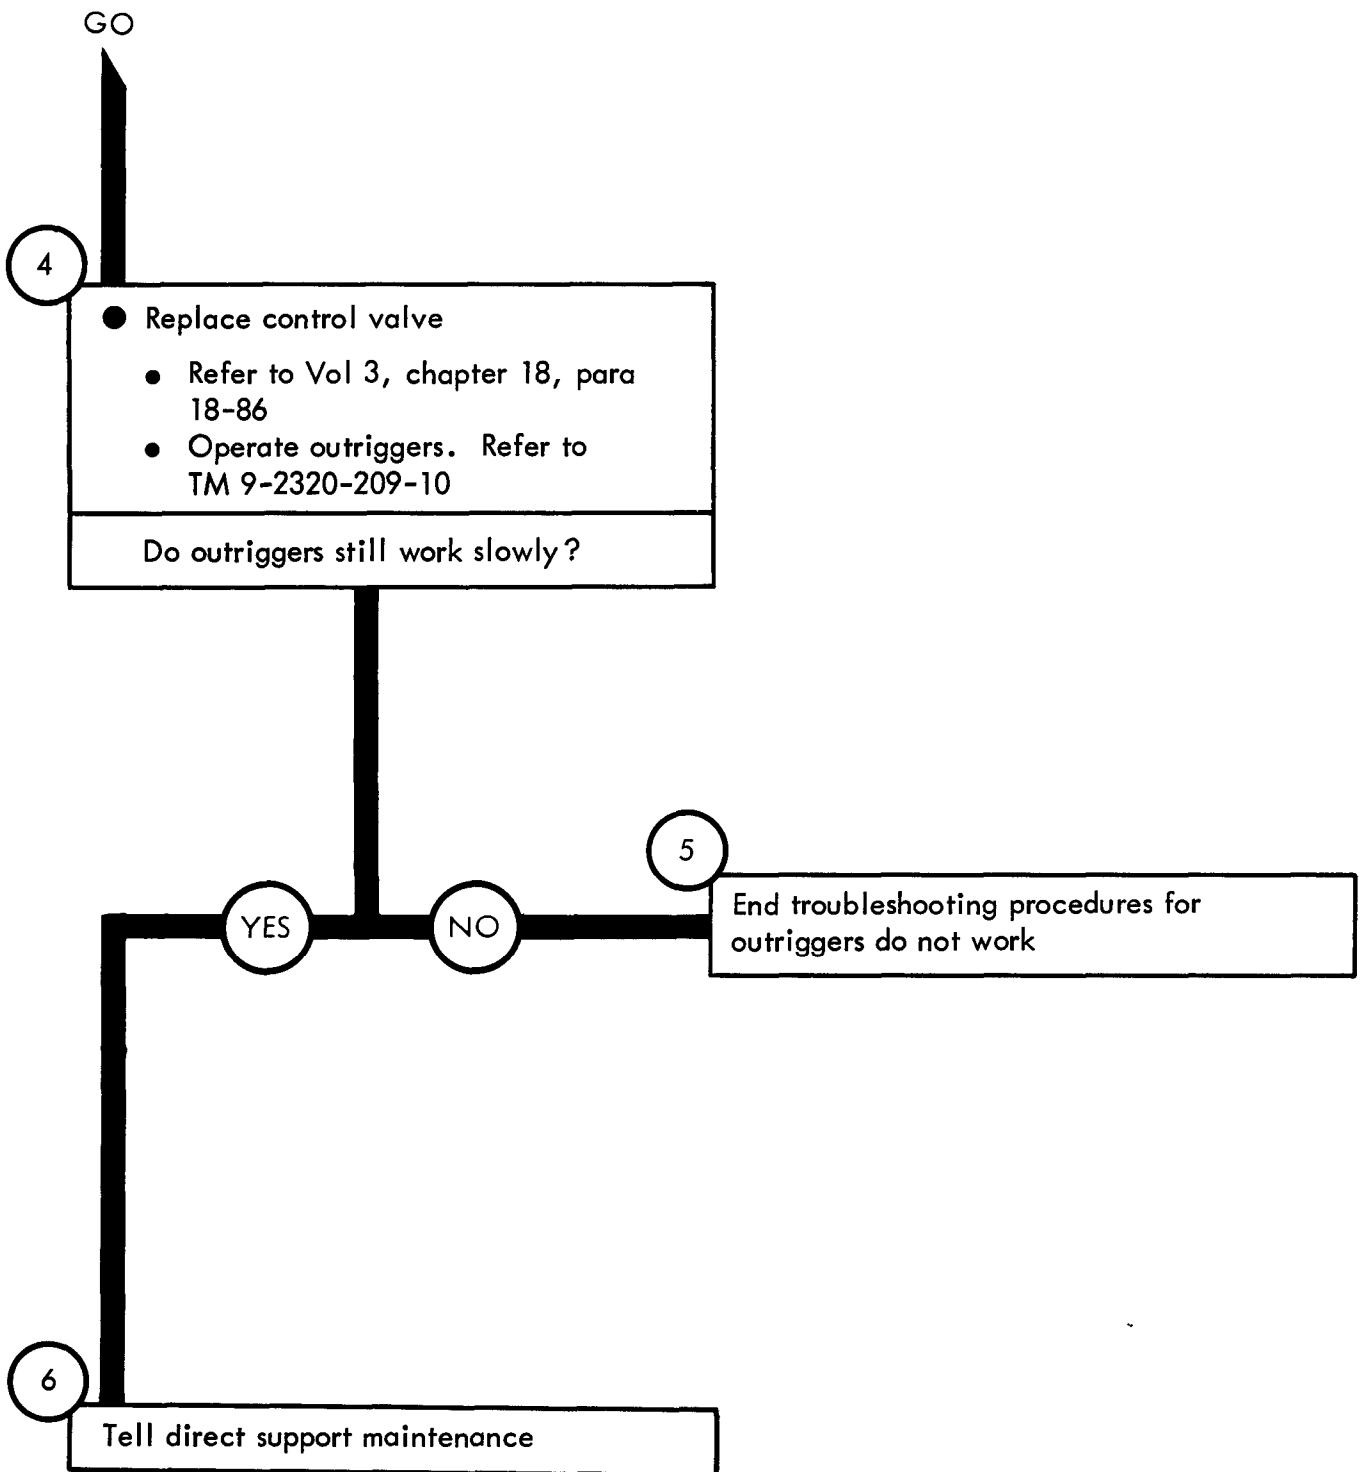 GO
4
● Replace control valve
● Refer to Vol 3, chapter 18, para
18-86
● Operate outriggers. Refer to
TM 9-2320-209-10
Do outriggers still work slowly?
YES
NO
5
End troubleshooting procedures for
outriggers do not work
6
Tell direct support maintenance